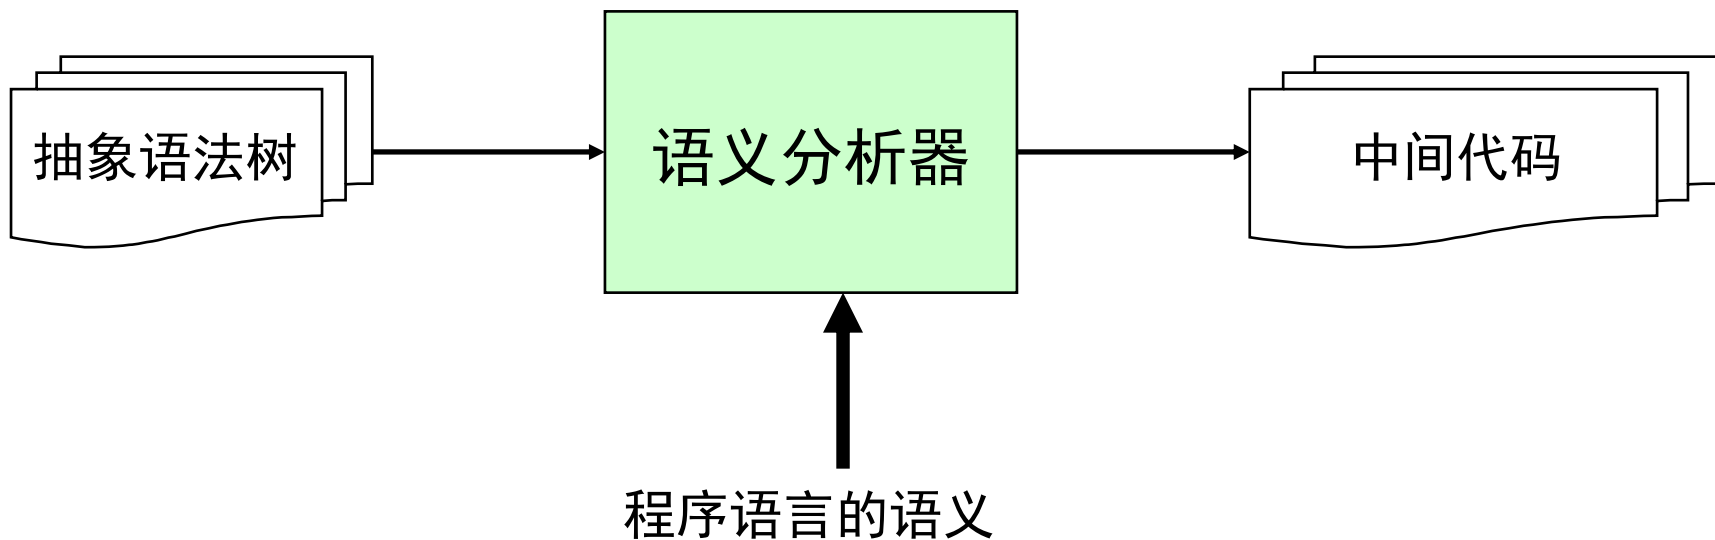 抽象语法树
语义分析器
中间代码
程序语言的语义